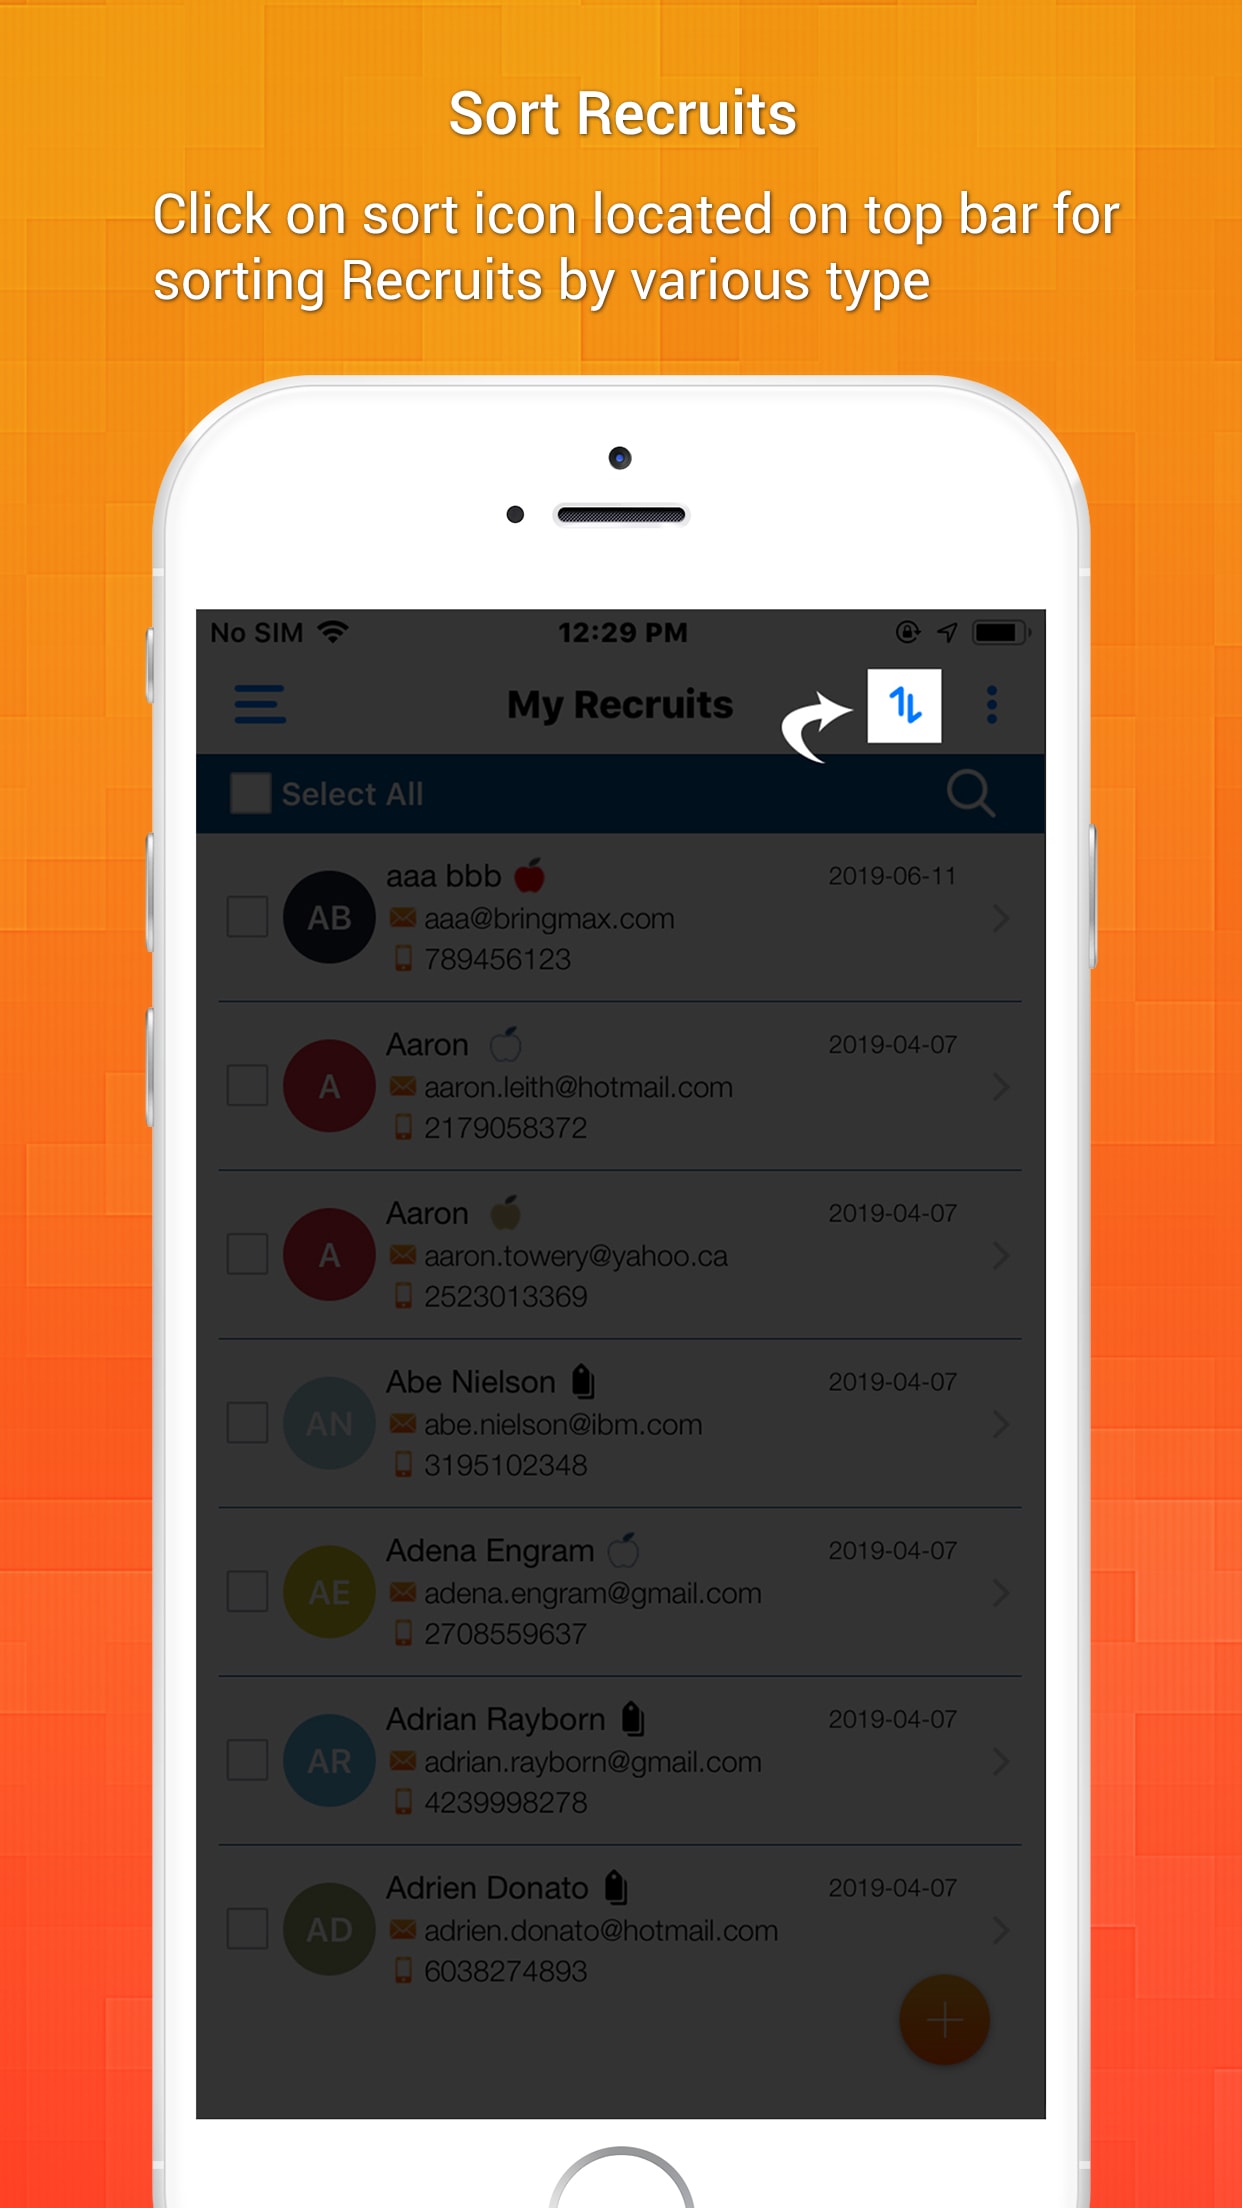 Sort Recruits
Click on sort icon located on top bar for
sorting Recruits by various type
No SIM 12:29 PM
My Recruits
Select All
AB
aaa bbb 2019-06-11
aaa@bringmax.com
789456123
A
Aaron 2019-04-07
aaron.leith@hotmail.com
2179058372
A
Aaron 2019-04-07
aaron.towery@yahoo.ca
2523013369
AN
Abe Nielson 2019-04-07
abe.nielson@ibm.com
3195102348
AE
Adena Engram 2019-04-07
adena.engram@gmail.com
2708559637
AR
Adrian Rayborn 2019-04-07
adrian.rayborn@gmail.com
4239998278
AD
Adrien Donato 2019-04-07
adrien.donato@hotmail.com
6038274893